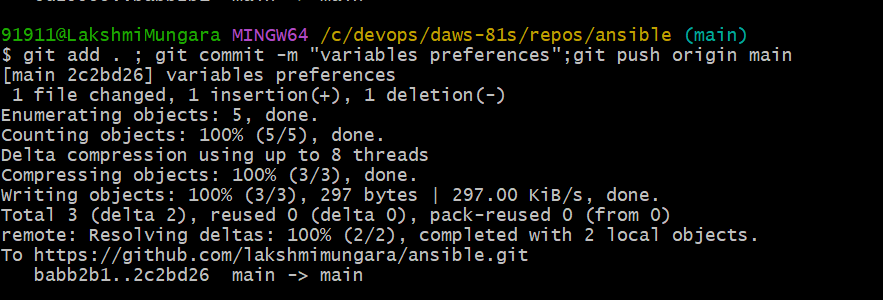 91911@LakshmiMungara MINGW64 /c/devops/daws-81s/repos/ansible (main)
$ git add . ; git commit -m "variables preferences";git push origin main
[main 2c2bd26] variables preferences
 1 file changed, 1 insertion(+), 1 deletion(-)
Enumerating objects: 5, done.
Counting objects: 100% (5/5), done.
Delta compression using up to 8 threads
Compressing objects: 100% (3/3), done.
Writing objects: 100% (3/3), 297 bytes | 297.00 KiB/s, done.
Total 3 (delta 2), reused 0 (delta 0), pack-reused 0 (from 0)
remote: Resolving deltas: 100% (2/2), completed with 2 local objects.
To https://github.com/lakshmimungara/ansible.git
   babb2b1..2c2bd26  main -> main